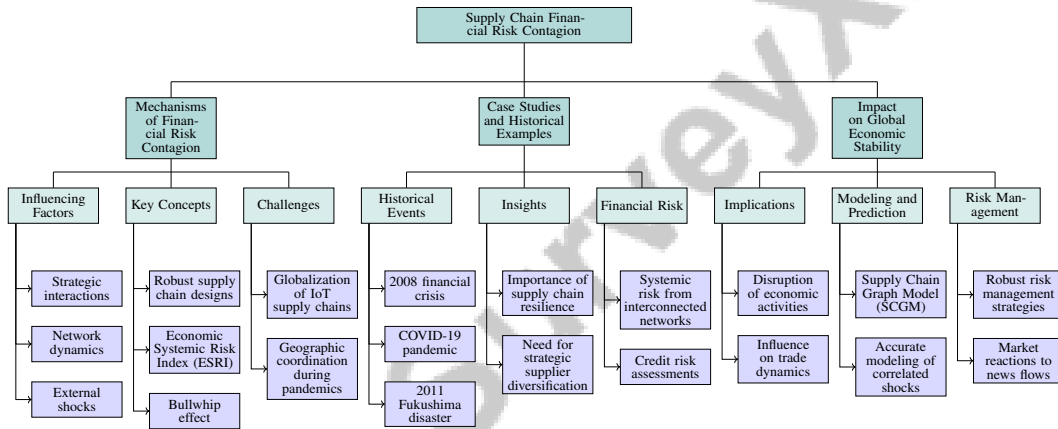 Supply Chain Finan-
cial Risk Contagion
Mechanisms
of Finan-
cial Risk
Contagion
Case Studies
and Historical
Examples
Impact
on Global
Economic
Stability
Influencing
Factors
Key Concepts
Challenges
Historical
Events
Insights
Financial Risk
Implications
Modeling and
Prediction
Risk Man-
agement
Strategic
interactions
Network
dynamics
External
shocks
Robust supply
chain designs
Economic
Systemic Risk
Index (ESRI)
Bullwhip
effect
Globalization
of IoT
supply chains
Geographic
coordination
during
pandemics
2008 financial
crisis
COVID-19
pandemic
2011
Fukushima
disaster
Importance of
supply chain
resilience
Need for
strategic
supplier
diversification
Systemic
risk from
interconnected
networks
Credit risk
assessments
Disruption
of economic
activities
Influence
on trade
dynamics
Supply Chain
Graph Model
(SCGM)
Accurate
modeling of
correlated
shocks
Robust risk
management
strategies
Market
reactions to
news flows
SurveyX